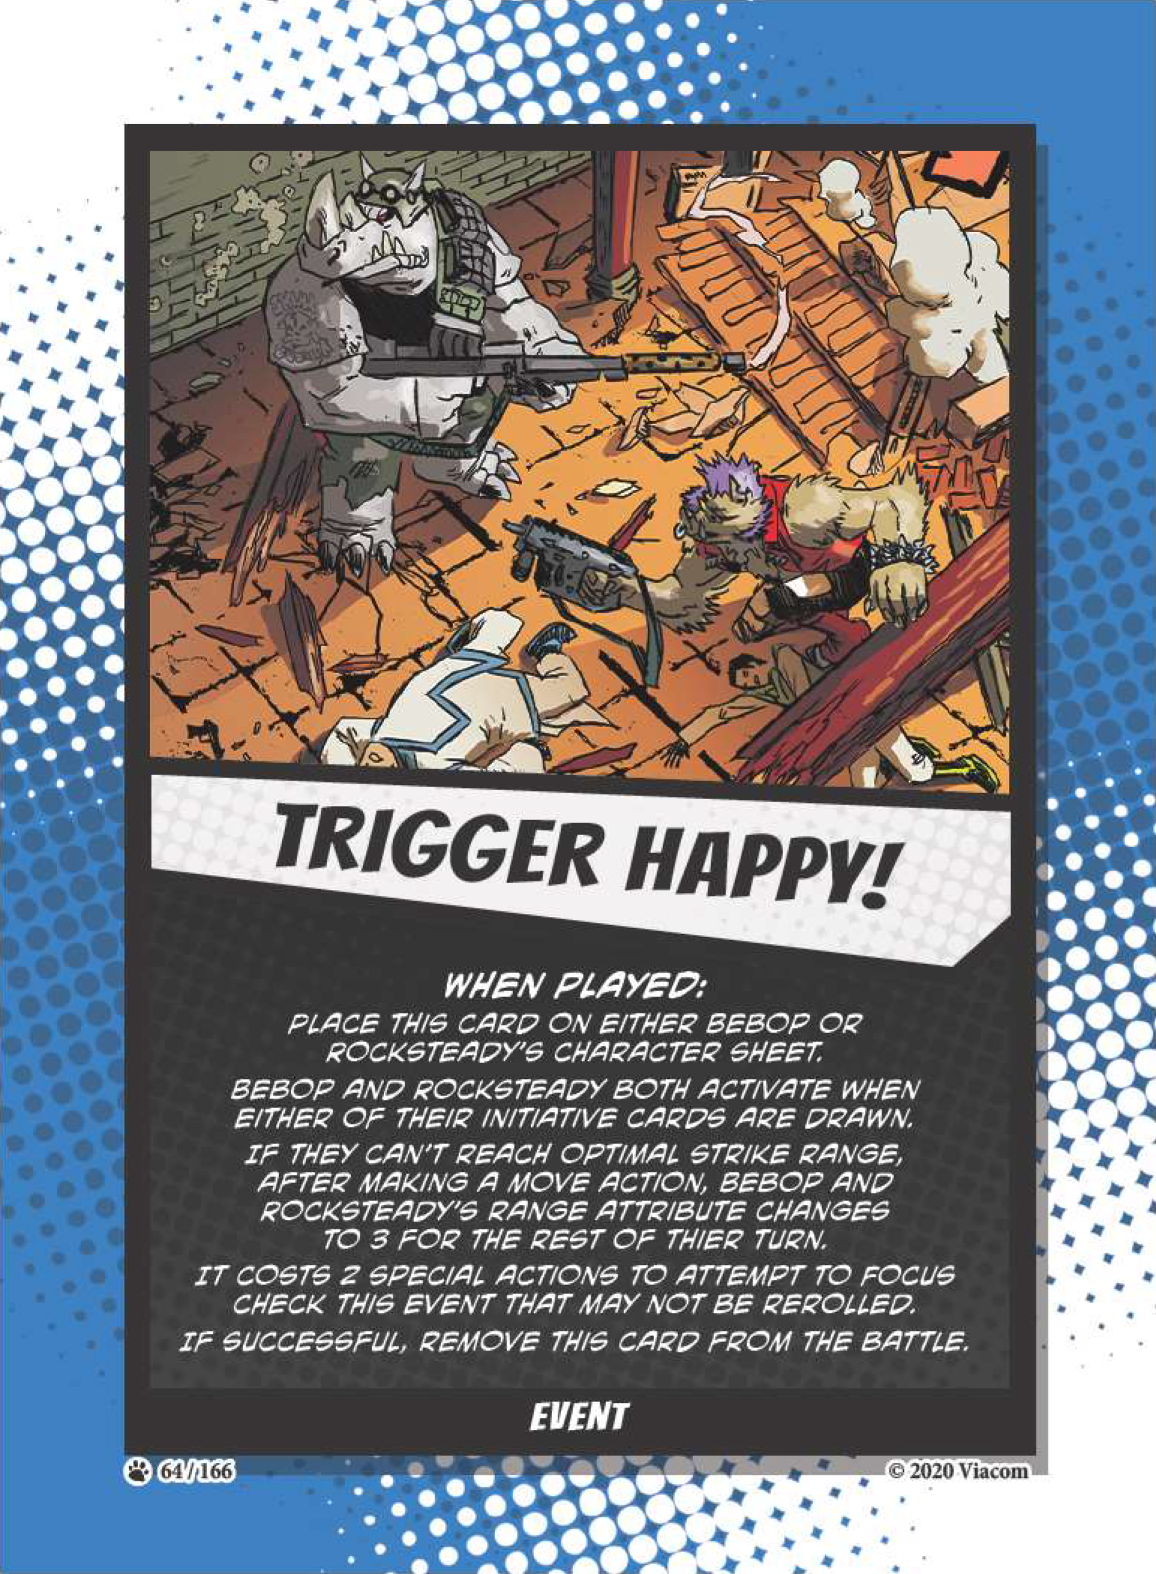 TRIGGER HAPPY!
WHEN PLAYED:
PLACE THIS CARD ON EITHER BEBOP OR
ROCKSTEADY'S CHARACTER SHEET.
BEBOP AND ROCKSTEADY BOTH ACTIVATE WHEN
EITHER OF THEIR INITIATIVE CARDS ARE DRAWN.
IF THEY CAN'T REACH OPTIMAL STRIKE RANGE,
AFTER MAKING A MOVE ACTION, BEBOP AND
ROCKSTEADY'S RANGE ATTRIBUTE CHANGES
TO 3 FOR THE REST OF THIER TURN.
IT COSTS 2 SPECIAL ACTIONS TO ATTEMPT TO FOCUS
CHECK THIS EVENT THAT MAY NOT BE REROLLED.
IF SUCCESSFUL, REMOVE THIS CARD FROM THE BATTLE.
EVENT
64/166
© 2020 Viacom